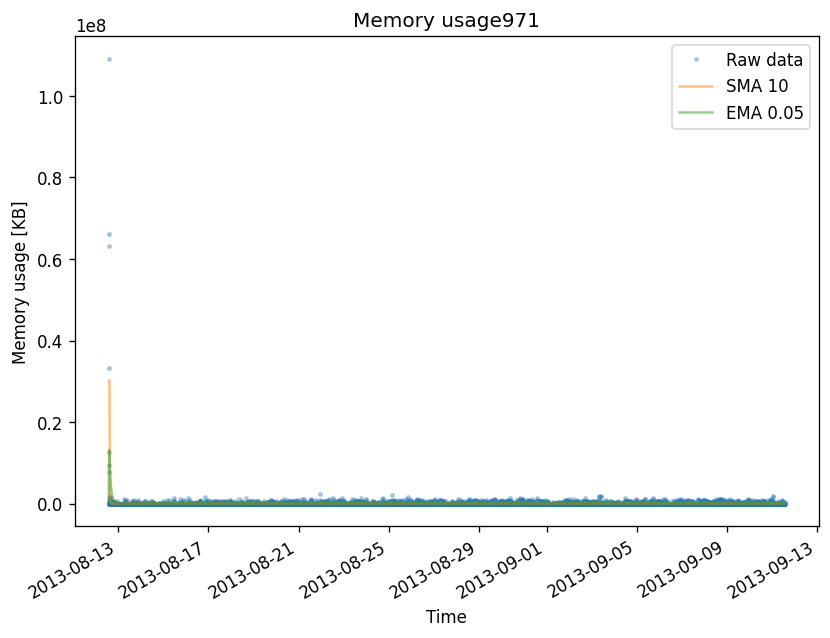 Memory usage971
1e8
Raw data
SMA 10
EMA 0.05
1.0
0.8
0.6
0.4
0.2
0.0
Memory usage [KB]
2013-08-13
2013-08-17
2013-08-21
2013-08-25
2013-08-29
2013-09-01
2013-09-05
2013-09-09
2013-09-13
Time